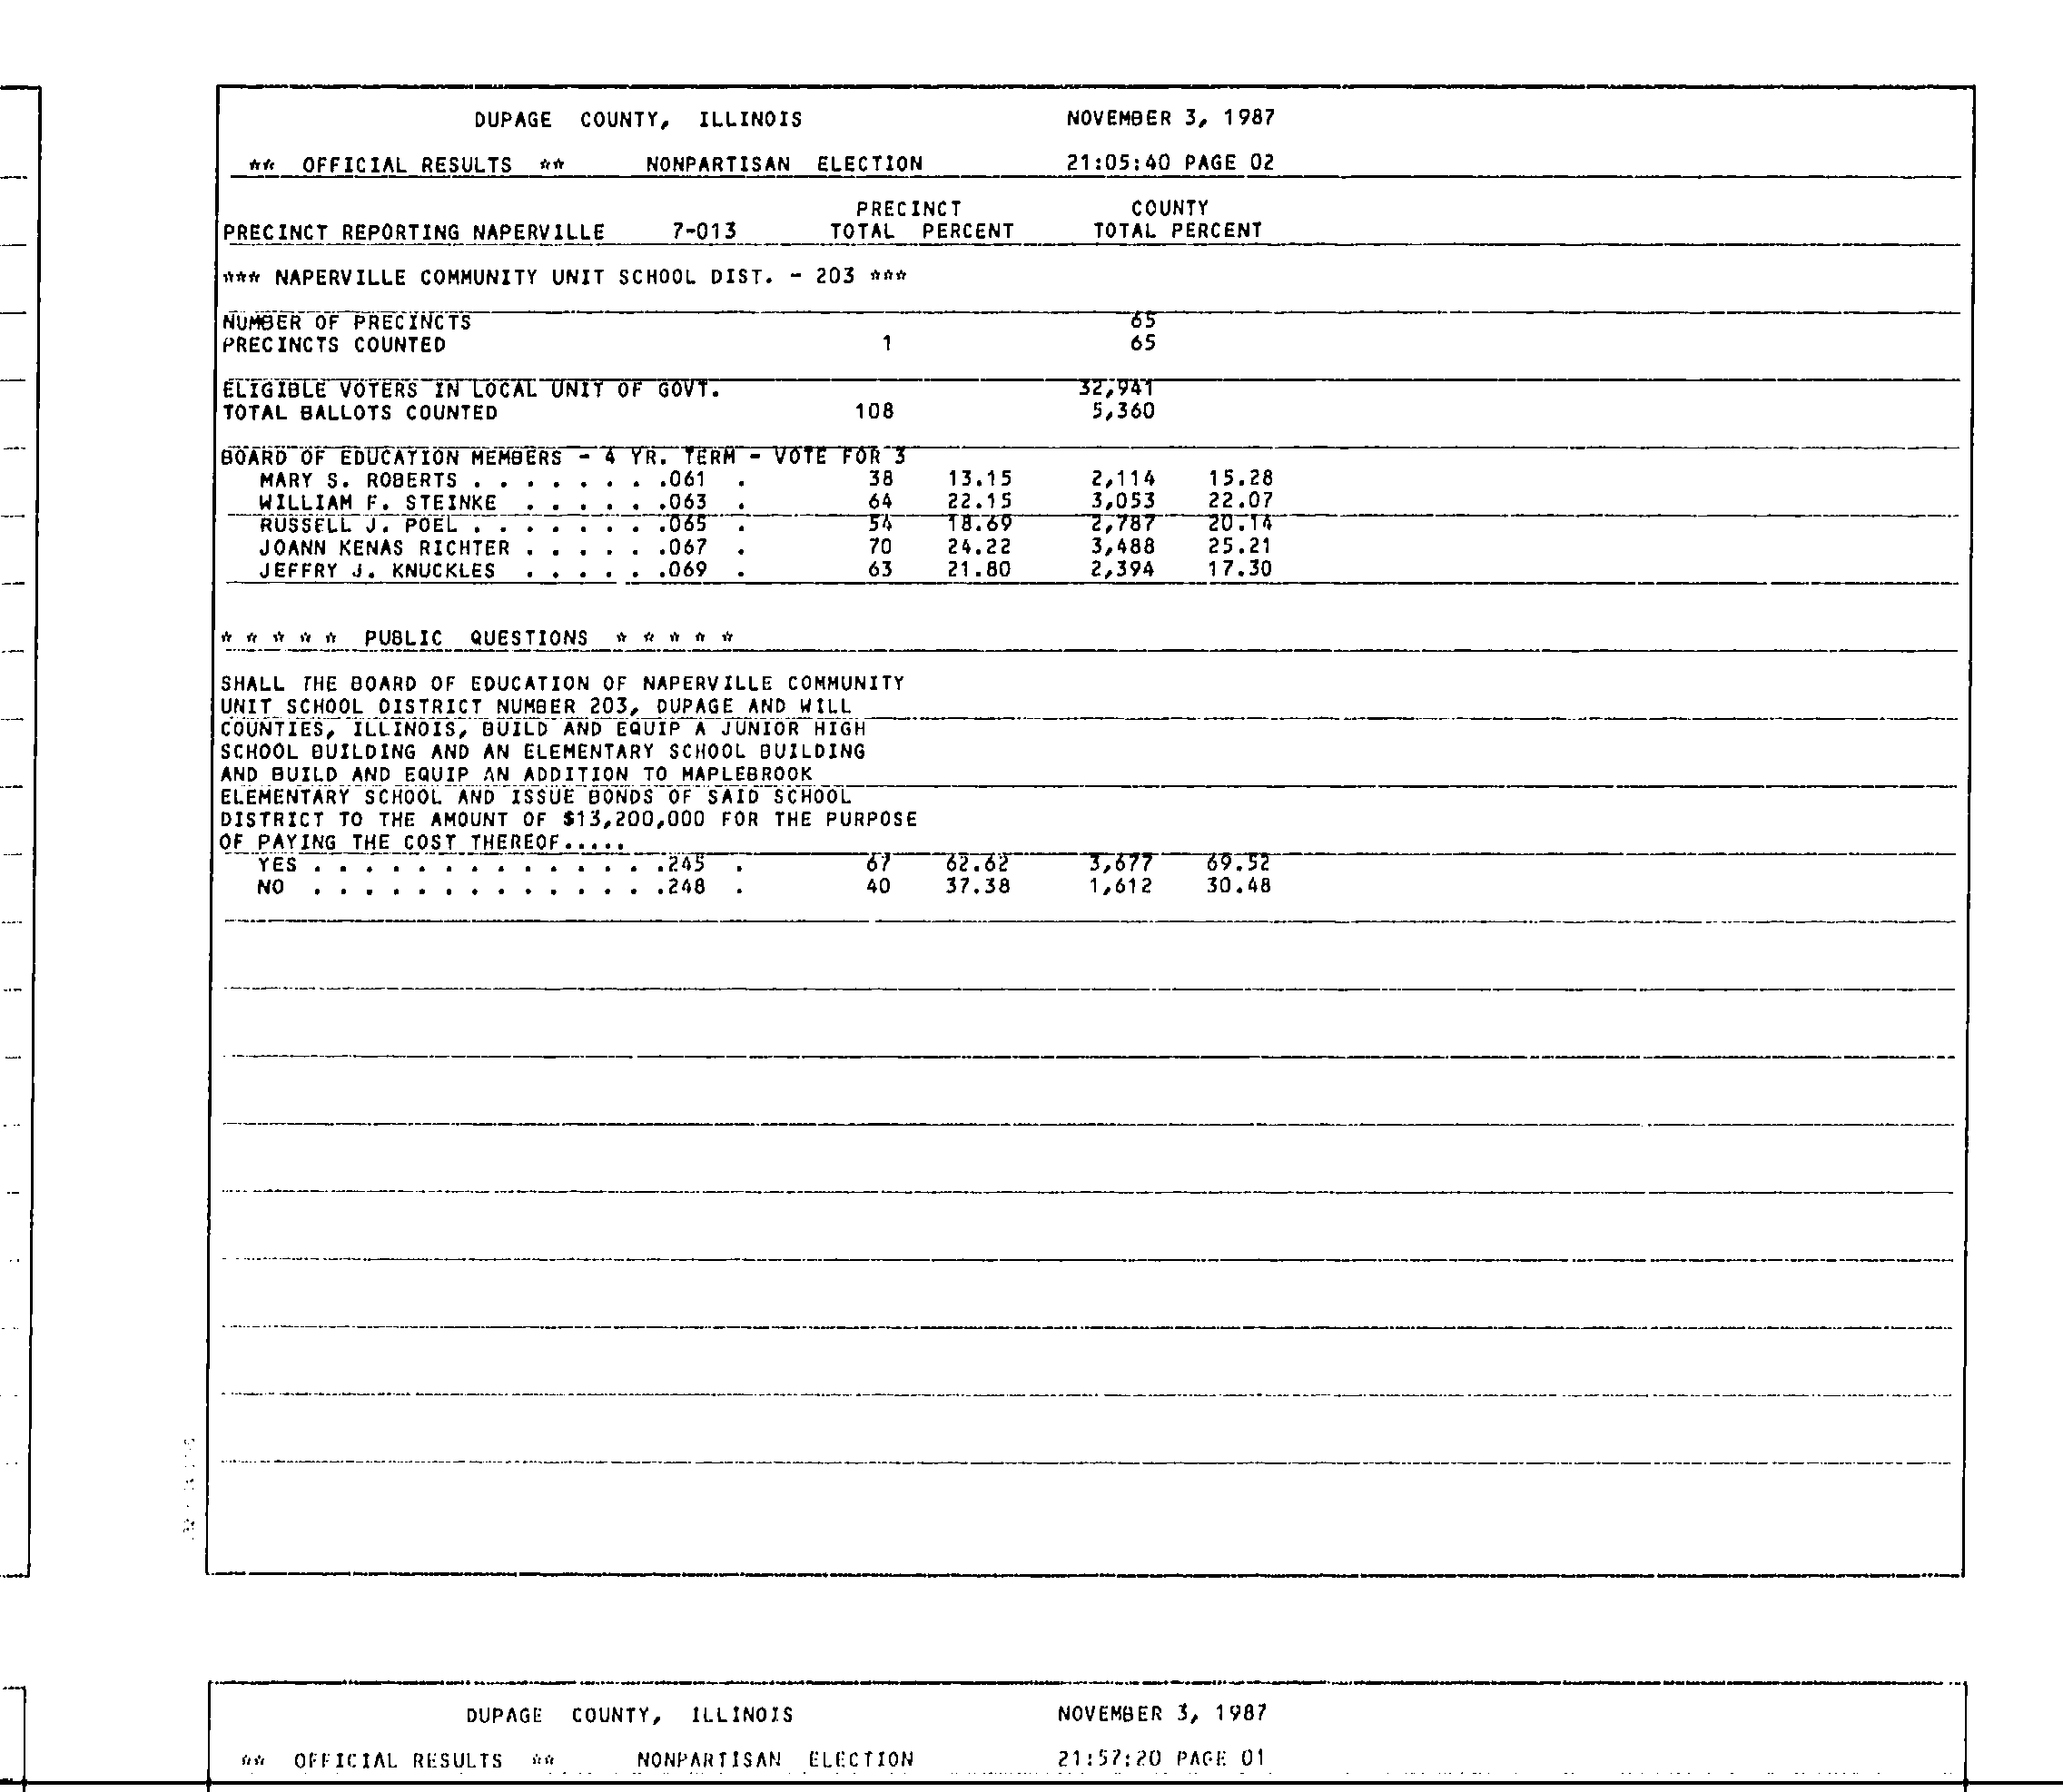 DUPAGE COUNTY, ILLINOIS NOVEMBER 3, 1987
** OFFICIAL RESULTS ** NONPARTISAN ELECTION 21:05:40 PAGE 02
PRECINCT COUNTY
PRECINCT REPORTING NAPERVILLE 7-013 TOTAL PERCENT TOTAL PERCENT
*** NAPERVILLE COMMUNITY UNIT SCHOOL DIST. - 203 ***
NUMBER OF PRECINCTS 65
PRECINCTS COUNTED 1 65
ELIGIBLE VOTERS IN LOCAL UNIT OF GOVT. 32,941
TOTAL BALLOTS COUNTED 108 5,360
BOARD OF EDUCATION MEMBERS - 4 YR. TERM - VOTE FOR 3
MARY S. ROBERTS . . . . . . . .061 . 38 13.15 2,114 15.28
WILLIAM F. STEINKE . . . . . .063 . 64 22.15 3,053 22.07
RUSSELL J. POEL . . . . . . . .065 . 54 18.69 2,787 20.14
JOANN KENAS RICHTER . . . . . .067 . 70 24.22 3,488 25.21
JEFFRY J. KNUCKLES . . . . . .069 . 63 21.80 2,394 17.30
* * * * * PUBLIC QUESTIONS * * * * *
SHALL THE BOARD OF EDUCATION OF NAPERVILLE COMMUNITY
UNIT SCHOOL DISTRICT NUMBER 203, DUPAGE AND WILL
COUNTIES, ILLINOIS, BUILD AND EQUIP A JUNIOR HIGH
SCHOOL BUILDING AND AN ELEMENTARY SCHOOL BUILDING
AND BUILD AND EQUIP AN ADDITION TO MAPLEBROOK
ELEMENTARY SCHOOL AND ISSUE BONDS OF SAID SCHOOL
DISTRICT TO THE AMOUNT OF $13,200,000 FOR THE PURPOSE
OF PAYING THE COST THEREOF.....
YES . . . . . . . . . . . . . .245 . 67 62.62 3,677 69.52
NO . . . . . . . . . . . . . .248 . 40 37.38 1,612 30.48
DUPAGE COUNTY, ILLINOIS NOVEMBER 3, 1987
** OFFICIAL RESULTS ** NONPARTISAN ELECTION 21:57:20 PAGE 01